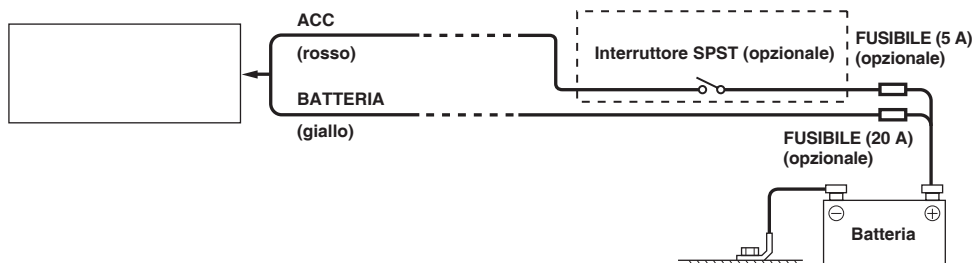 ACC
(rosso)
Interruttore SPST (opzionale)
FUSIBILE (5 A)
(opzionale)
BATTERIA
(giallo)
FUSIBILE (20 A)
(opzionale)
Batteria